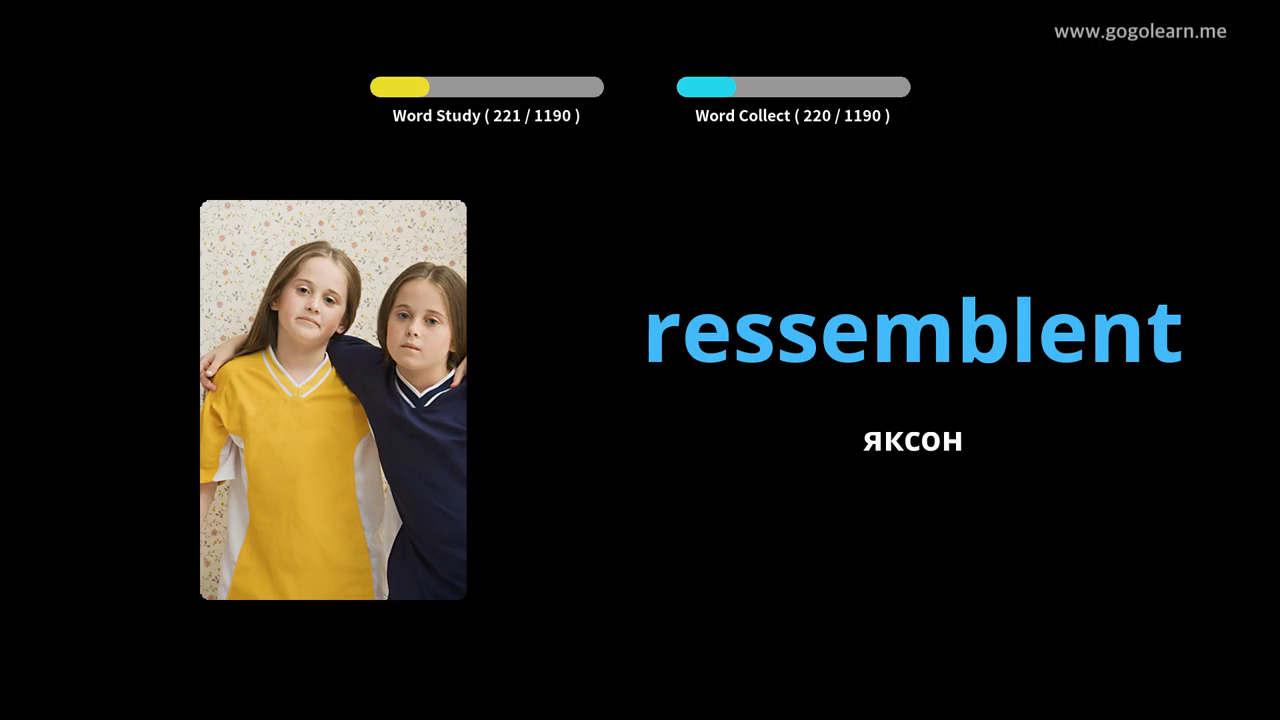 www.gogolearn.me
Word Study ( 221 / 1190 )
Word Collect ( 220 / 1190 )
ressemblent
яксон